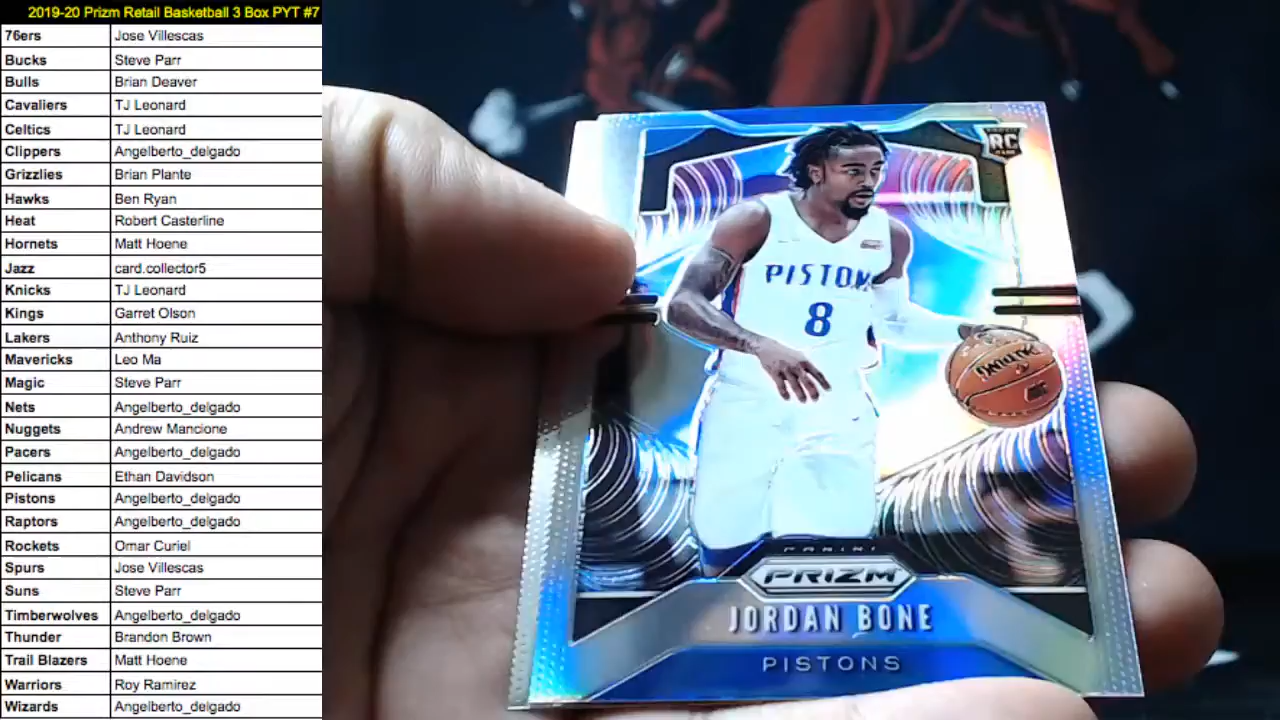 2019-20 Prizm Retail Basketball 3 Box PYT #7
76ers Jose Villescas
Bucks Steve Parr
Bulls Brian Deaver
Cavaliers TJ Leonard
Celtics TJ Leonard
Clippers Angelberto_delgado
Grizzlies Brian Plante
Hawks Ben Ryan
Heat Robert Casterline
Hornets Matt Hoene
Jazz card.collector5
Knicks TJ Leonard
Kings Garret Olson
Lakers Anthony Ruiz
Mavericks Leo Ma
Magic Steve Parr
Nets Angelberto_delgado
Nuggets Andrew Mancione
Pacers Angelberto_delgado
Pelicans Ethan Davidson
Pistons Angelberto_delgado
Raptors Angelberto_delgado
Rockets Omar Curiel
Spurs Jose Villescas
Suns Steve Parr
Timberwolves Angelberto_delgado
Thunder Brandon Brown
Trail Blazers Matt Hoene
Warriors Roy Ramirez
Wizards Angelberto_delgado
RC
PISTON
8
SPALDING
PANINI
PRIZM
JORDAN BONE
PISTONS